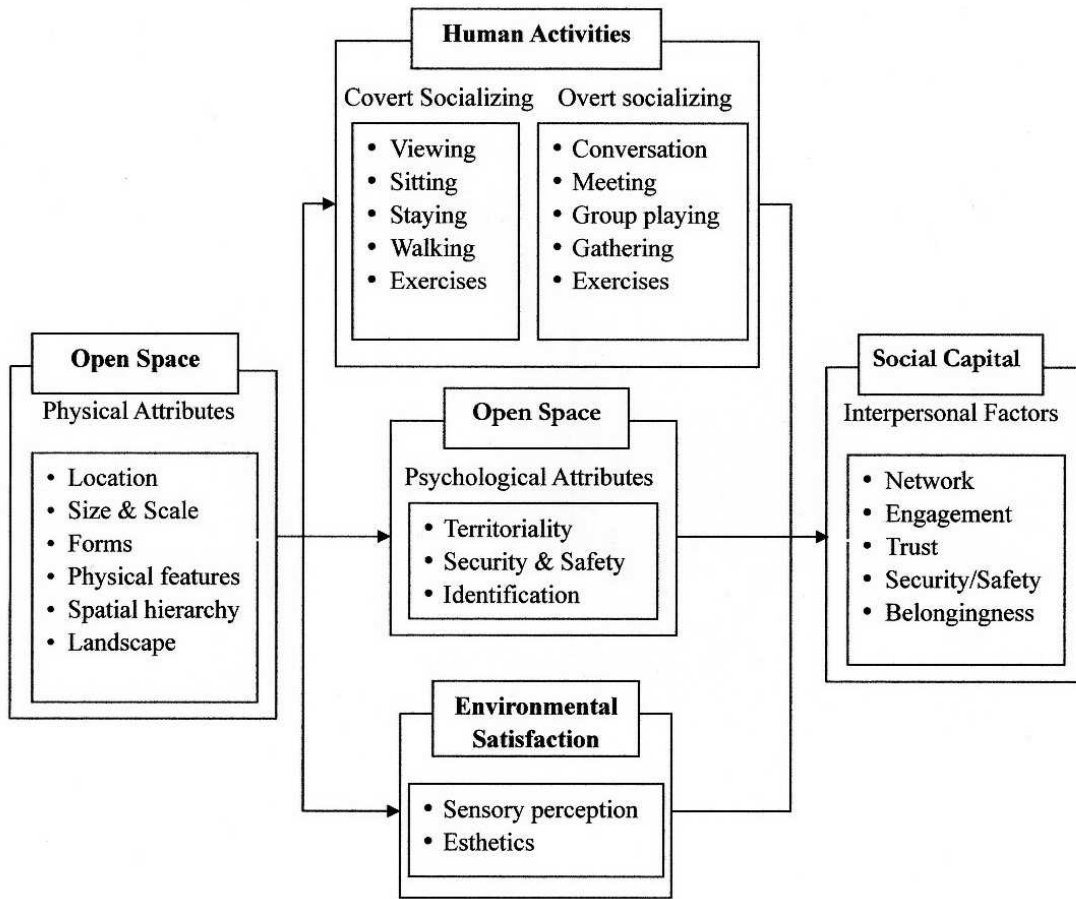 Human Activities
Covert Socializing
• Viewing
• Sitting
• Staying
• Walking
• Exercises
Overt socializing
• Conversation
• Meeting
• Group playing
• Gathering
• Exercises
Open Space
Physical Attributes
• Location
• Size & Scale
• Forms
• Physical features
• Spatial hierarchy
• Landscape
Open Space
Psychological Attributes
• Territoriality
• Security & Safety
• Identification
Environmental
Satisfaction
• Sensory perception
• Esthetics
Social Capital
Interpersonal Factors
• Network
• Engagement
• Trust
• Security/Safety
• Belongingness